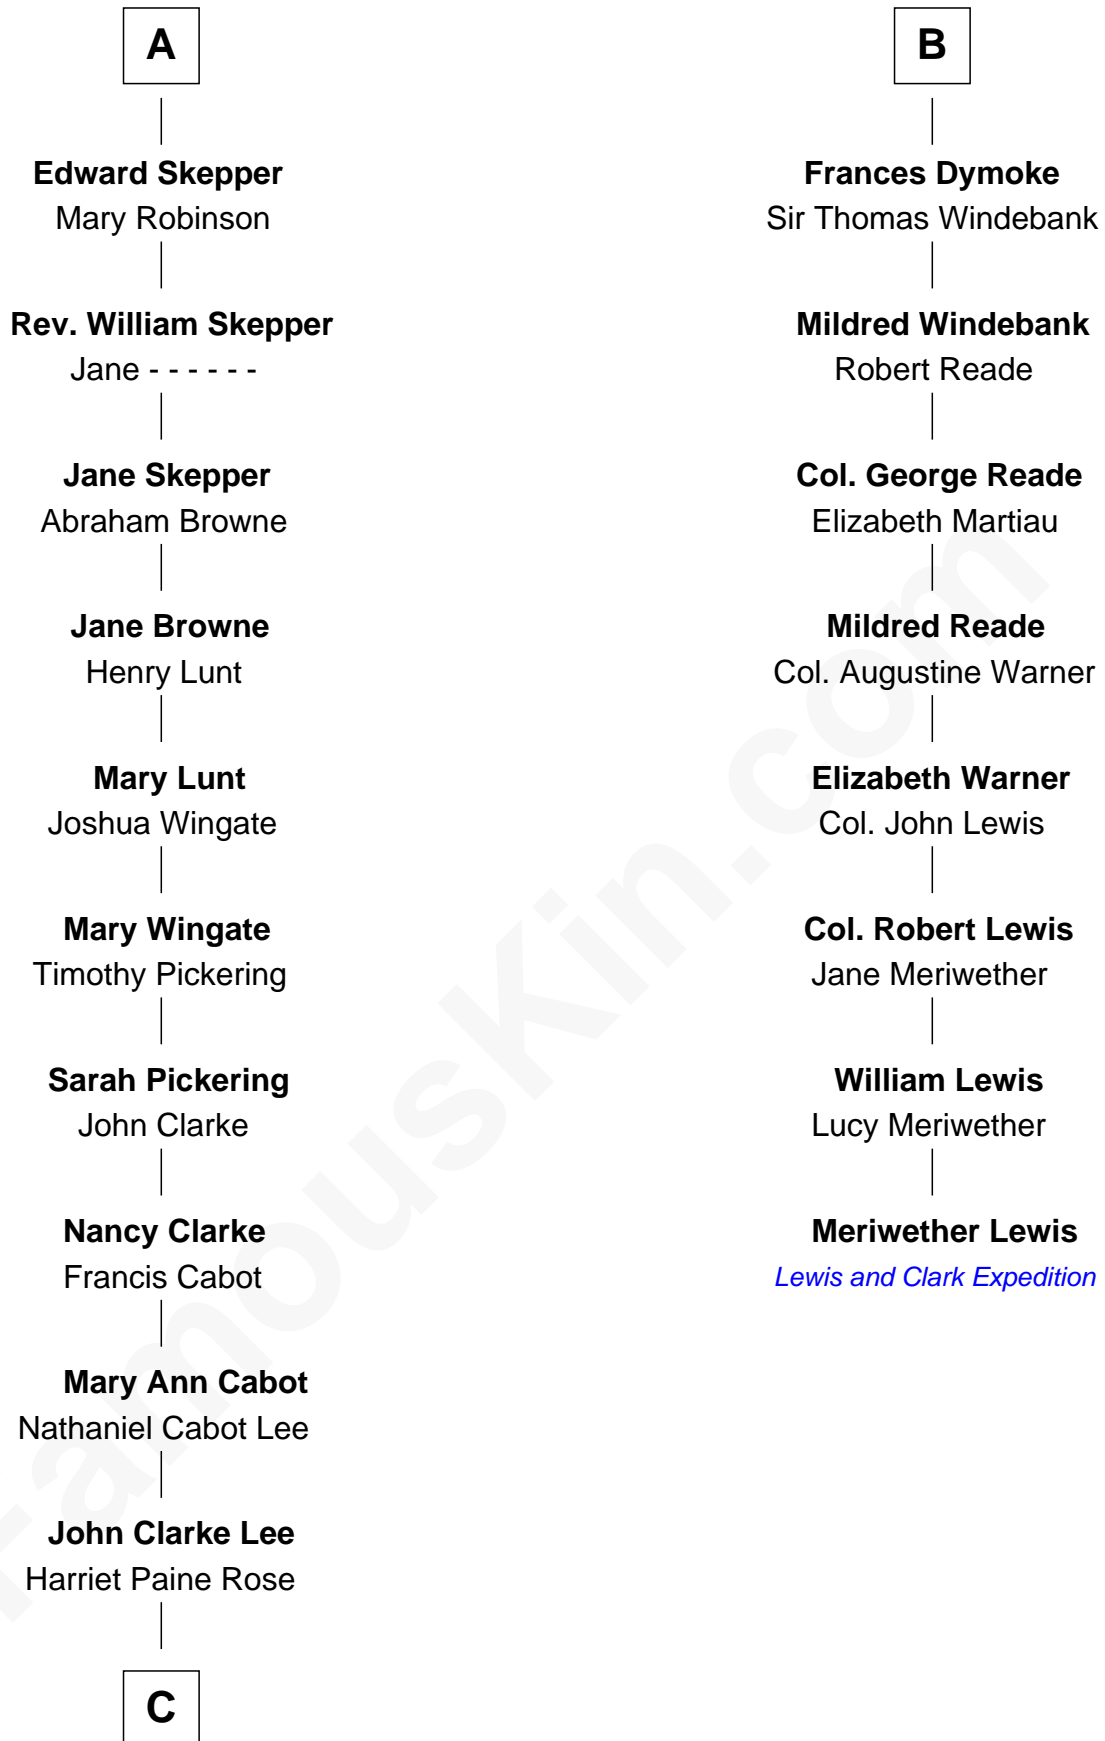 A
Edward Skepper
Mary Robinson
Rev. William Skepper
Jane - - - - - -
Jane Skepper
Abraham Browne
Jane Browne
Henry Lunt
Mary Lunt
Joshua Wingate
Mary Wingate
Timothy Pickering
Sarah Pickering
John Clarke
Nancy Clarke
Francis Cabot
Mary Ann Cabot
Nathaniel Cabot Lee
John Clarke Lee
Harriet Paine Rose
C
B
Frances Dymoke
Sir Thomas Windebank
Mildred Windebank
Robert Reade
Col. George Reade
Elizabeth Martiau
Mildred Reade
Col. Augustine Warner
Elizabeth Warner
Col. John Lewis
Col. Robert Lewis
Jane Meriwether
William Lewis
Lucy Meriwether
Meriwether Lewis
Lewis and Clark Expedition
FamousKin.com